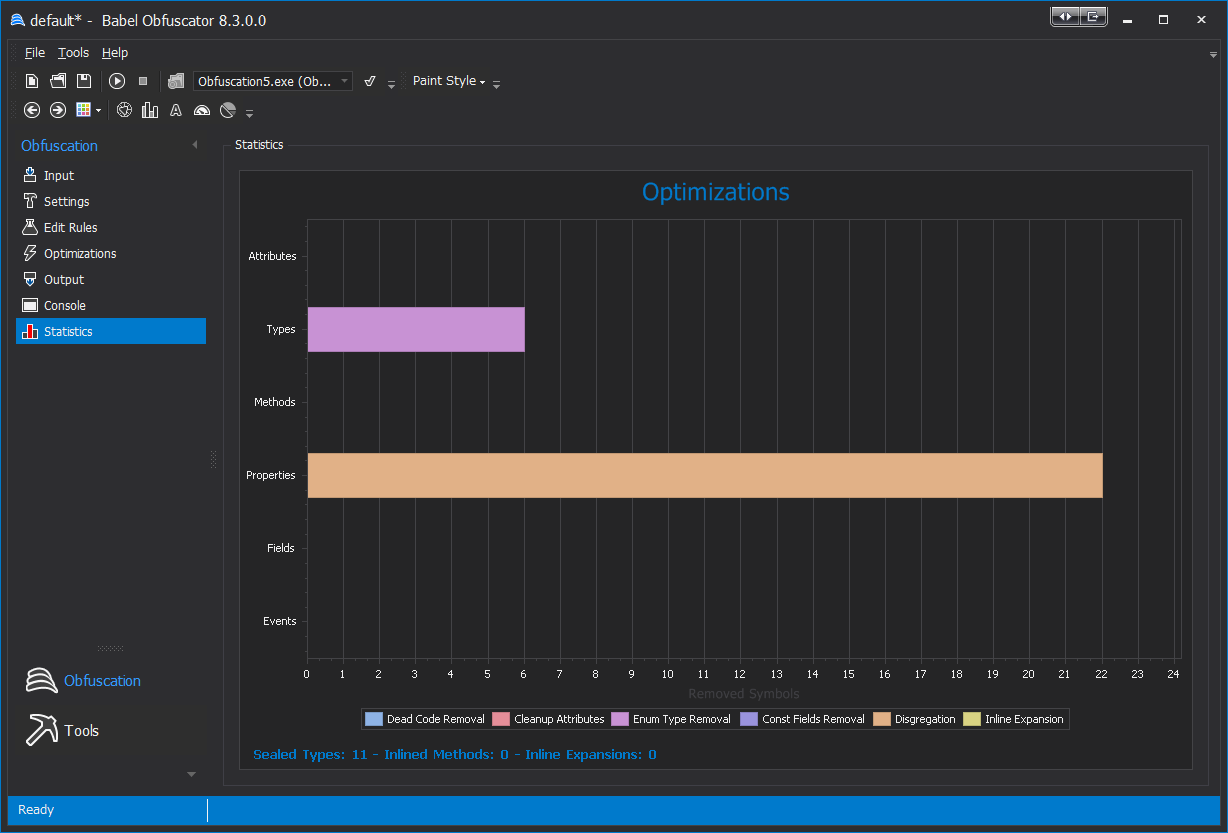 default* - Babel Obfuscator 8.3.0.0
File Tools Help
Obfuscation5.exe (Ob... Paint Style
Obfuscation
Input
Settings
Edit Rules
Optimizations
Output
Console
Statistics
Obfuscation
Tools
Statistics
Optimizations
Attributes
Types
Methods
Properties
Fields
Events
0 1 2 3 4 5 6 7 8 9 10 11 12 13 14 15 16 17 18 19 20 21 22 23 24
Removed Symbols
Dead Code Removal Cleanup Attributes Enum Type Removal Const Fields Removal Disgregation Inline Expansion
Sealed Types: 11 - Inlined Methods: 0 - Inline Expansions: 0
Ready